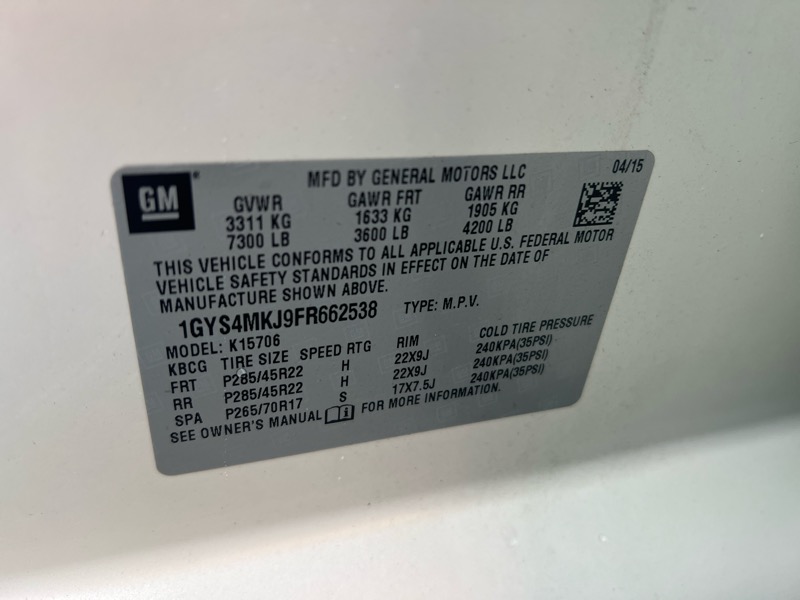 GM
MFD BY GENERAL MOTORS LLC 04/15
GVWR GAWR FRT GAWR RR
3311 KG 1633 KG 1905 KG
7300 LB 3600 LB 4200 LB
THIS VEHICLE CONFORMS TO ALL APPLICABLE U.S. FEDERAL MOTOR
VEHICLE SAFETY STANDARDS IN EFFECT ON THE DATE OF
MANUFACTURE SHOWN ABOVE.
1GYS4MKJ9FR662538 TYPE: M.P.V.
MODEL: K15706
KBCG TIRE SIZE SPEED RTG RIM COLD TIRE PRESSURE
FRT P285/45R22 H 22X9J 240KPA(35PSI)
RR P285/45R22 H 22X9J 240KPA(35PSI)
SPA P265/70R17 S 17X7.5J 240KPA(35PSI)
SEE OWNER'S MANUAL FOR MORE INFORMATION.